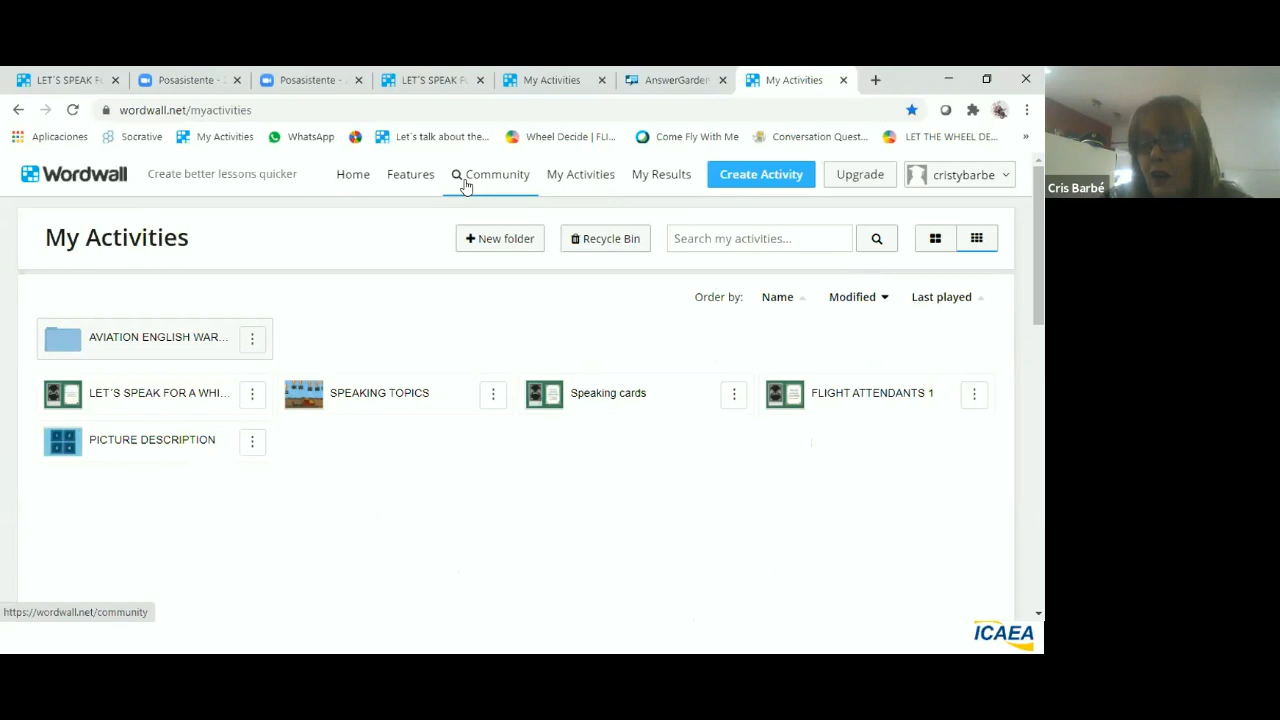 LET´S SPEAK F
Posasistente -
Posasistente -
LET´S SPEAK F
My Activities
AnswerGarden
My Activities
wordwall.net/myactivities
Aplicaciones
Socrative
My Activities
WhatsApp
Let´s talk about the...
Wheel Decide | FLI...
Come Fly With Me
Conversation Quest...
LET THE WHEEL DE...
»
Wordwall
Create better lessons quicker
Home
Features
Community
My Activities
My Results
Create Activity
Upgrade
cristybarbe
Cris Barbé
My Activities
New folder
Recycle Bin
Search my activities...
Order by:
Name
Modified
Last played
AVIATION ENGLISH WAR...
LET´S SPEAK FOR A WHI...
SPEAKING TOPICS
Speaking cards
FLIGHT ATTENDANTS 1
PICTURE DESCRIPTION
https://wordwall.net/community
ICAEA